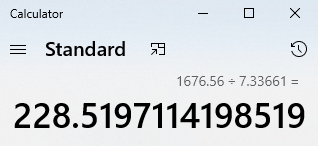 Calculator
Standard
1676.56 ÷ 7.33661 =
228.5197114198519